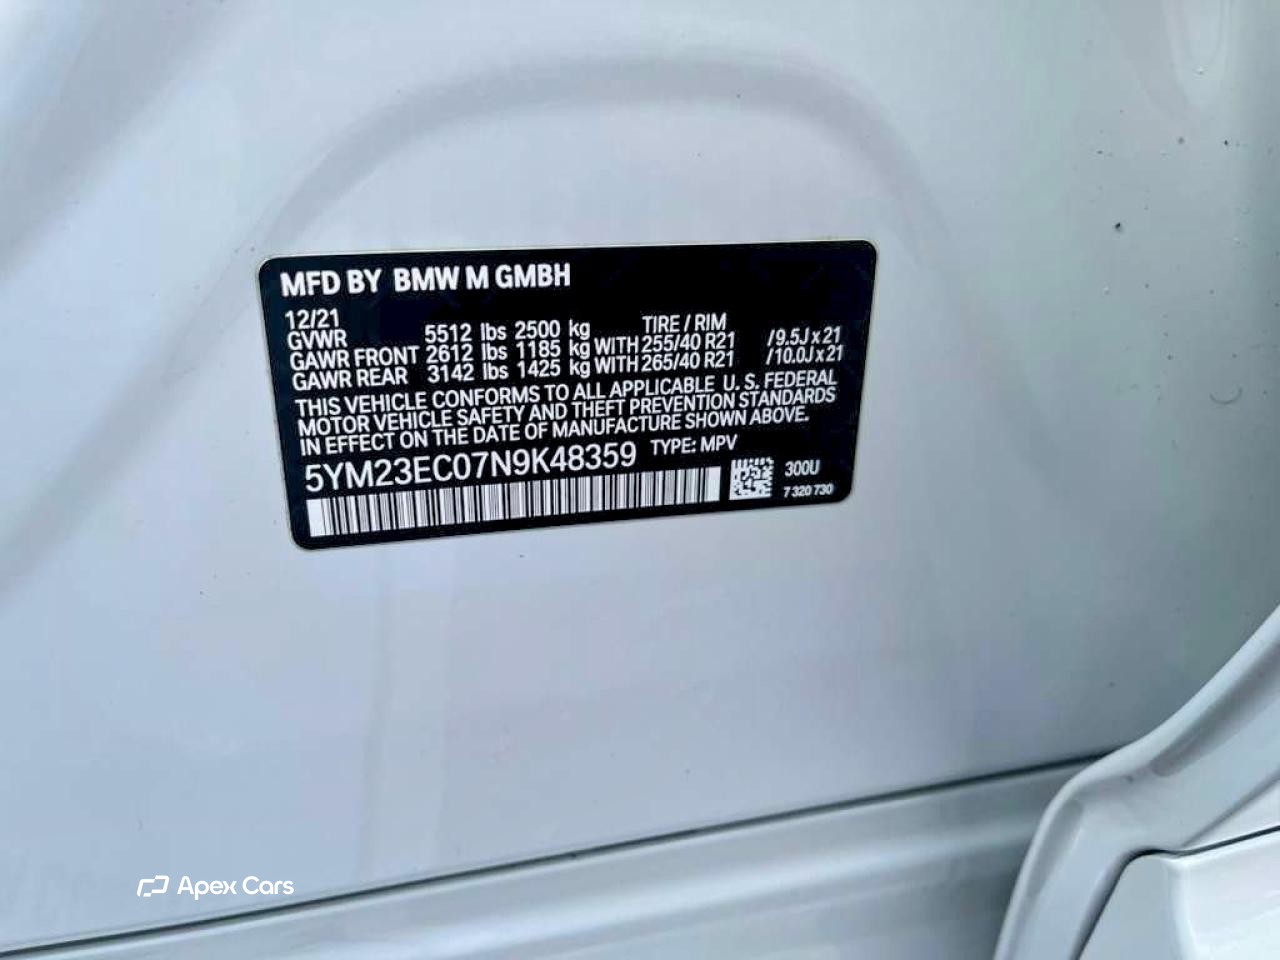 MFD BY BMW M GMBH
12/21
GVWR 5512 lbs 2500 kg TIRE / RIM
GAWR FRONT 2612 lbs 1185 kg WITH 255/40 R21 /9.5J x 21
GAWR REAR 3142 lbs 1425 kg WITH 265/40 R21 /10.0J x 21
THIS VEHICLE CONFORMS TO ALL APPLICABLE U. S. FEDERAL
MOTOR VEHICLE SAFETY AND THEFT PREVENTION STANDARDS
IN EFFECT ON THE DATE OF MANUFACTURE SHOWN ABOVE.
5YM23EC07N9K48359 TYPE: MPV
300U
7 320 730
Apex Cars